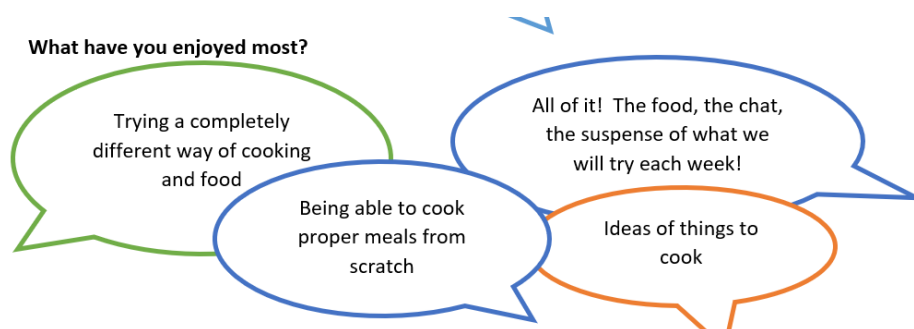 What have you enjoyed most?
Trying a completely
different way of cooking
and food
All of it!  The food, the chat,
the suspense of what we
will try each week!
Being able to cook
proper meals from
scratch
Ideas of things to
cook